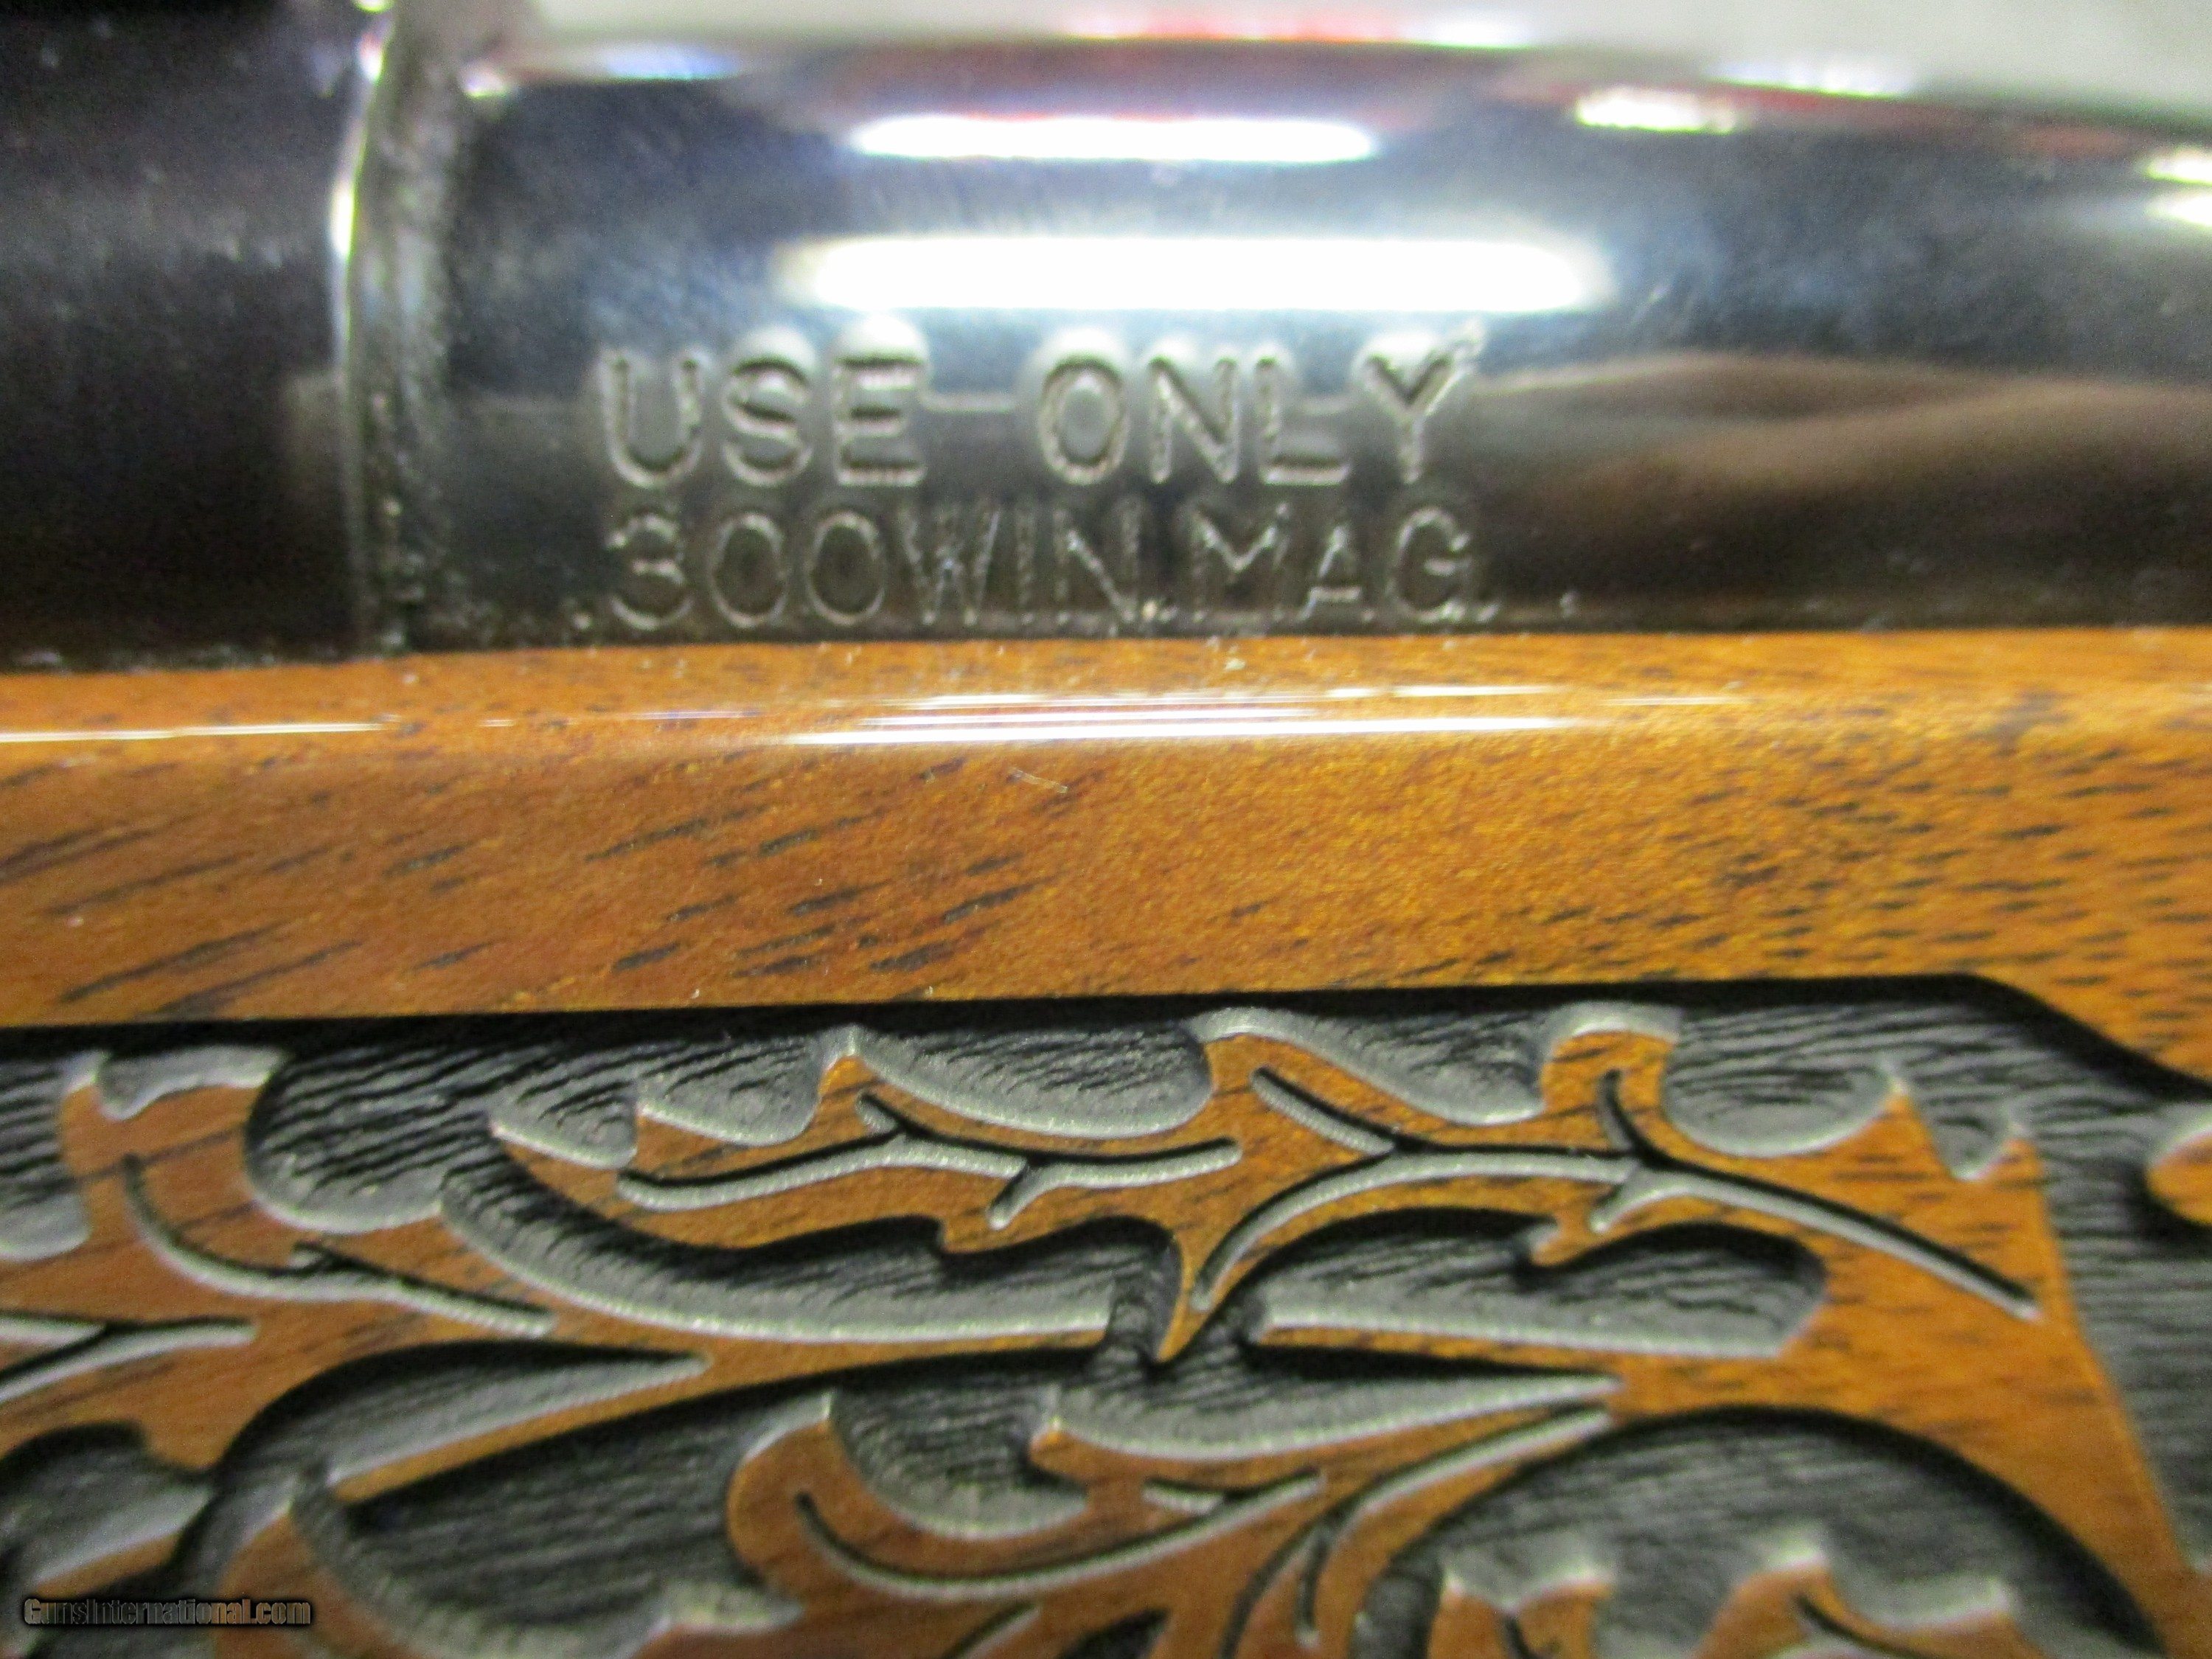 USE ONLY
.300WIN.MAG.
GunsInternational.com